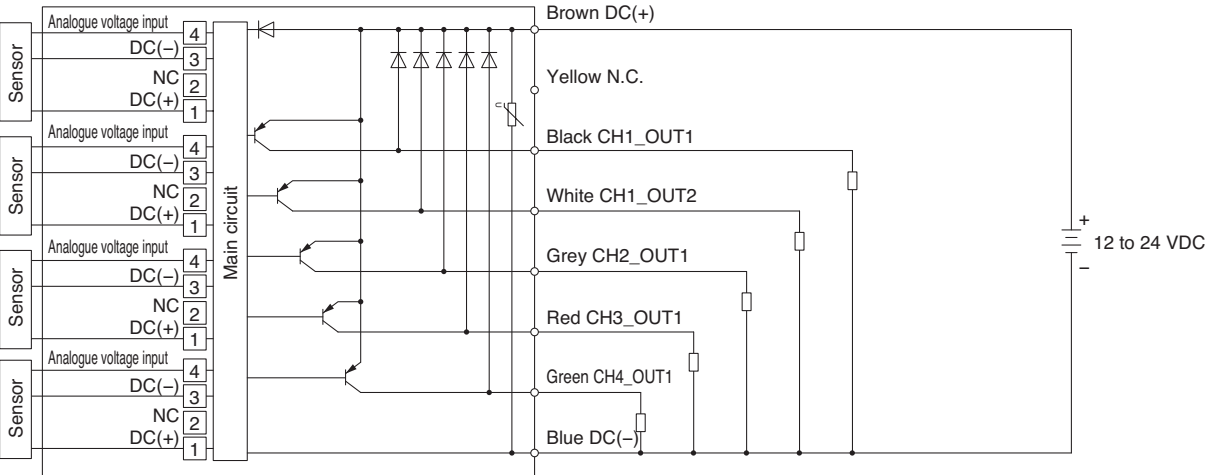 Sensor
Analogue voltage input 4
DC(−) 3
NC 2
DC(+) 1
Sensor
Analogue voltage input 4
DC(−) 3
NC 2
DC(+) 1
Sensor
Analogue voltage input 4
DC(−) 3
NC 2
DC(+) 1
Sensor
Analogue voltage input 4
DC(−) 3
NC 2
DC(+) 1
Main circuit
Brown DC(+)
Yellow N.C.
Black CH1_OUT1
White CH1_OUT2
Grey CH2_OUT1
Red CH3_OUT1
Green CH4_OUT1
Blue DC(−)
+
12 to 24 VDC
−